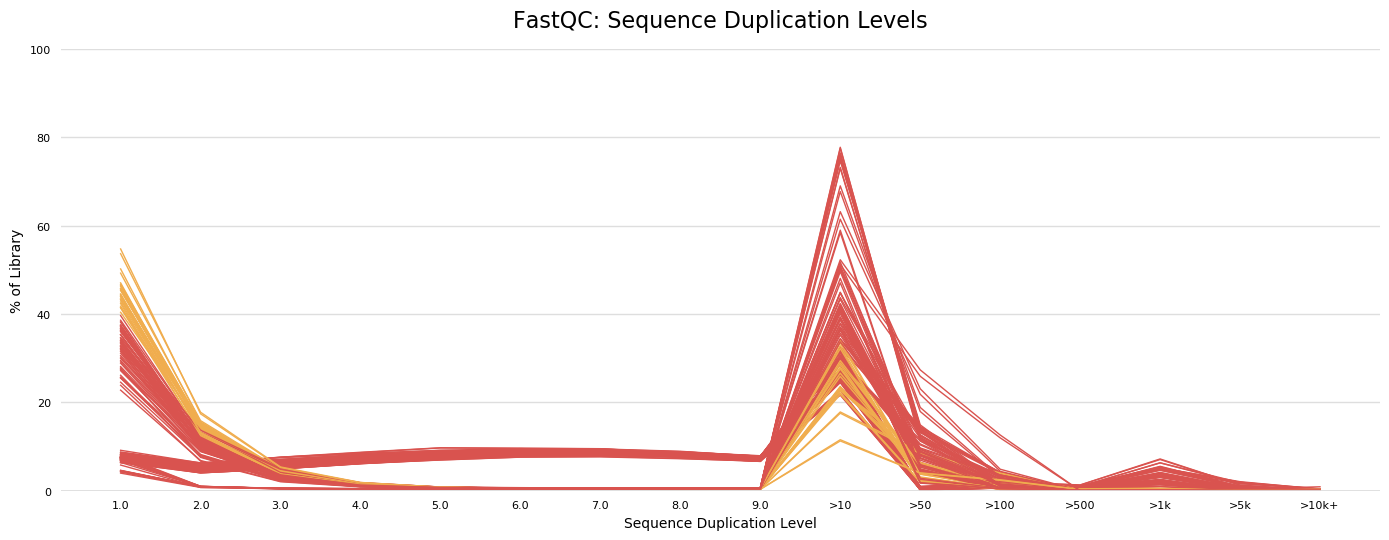 FastQC: Sequence Duplication Levels
100
80
60
40
20
0
% of Library
1.0 2.0 3.0 4.0 5.0 6.0 7.0 8.0 9.0 >10 >50 >100 >500 >1k >5k >10k+
Sequence Duplication Level